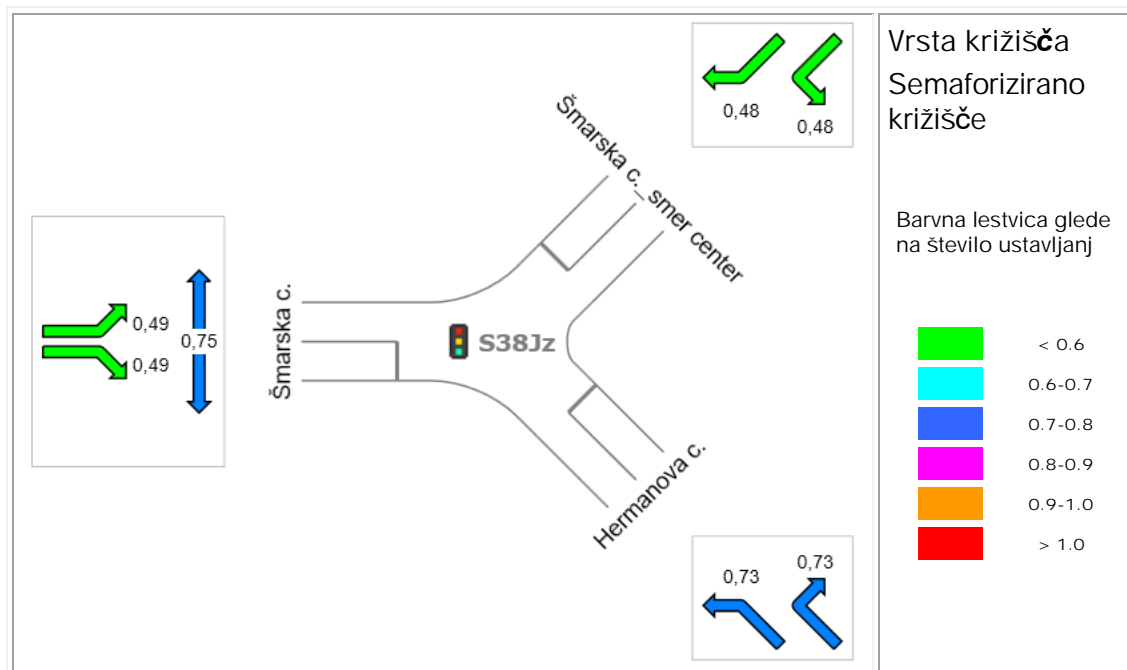 0,48
0,48
Šmarska c._smer center
0,49
0,49
0,75
Šmarska c.
S38Jz
Hermanova c.
0,73
0,73
Vrsta križišča
Semaforizirano
križišče
Barvna lestvica glede
na število ustavljanj
< 0.6
0.6-0.7
0.7-0.8
0.8-0.9
0.9-1.0
> 1.0